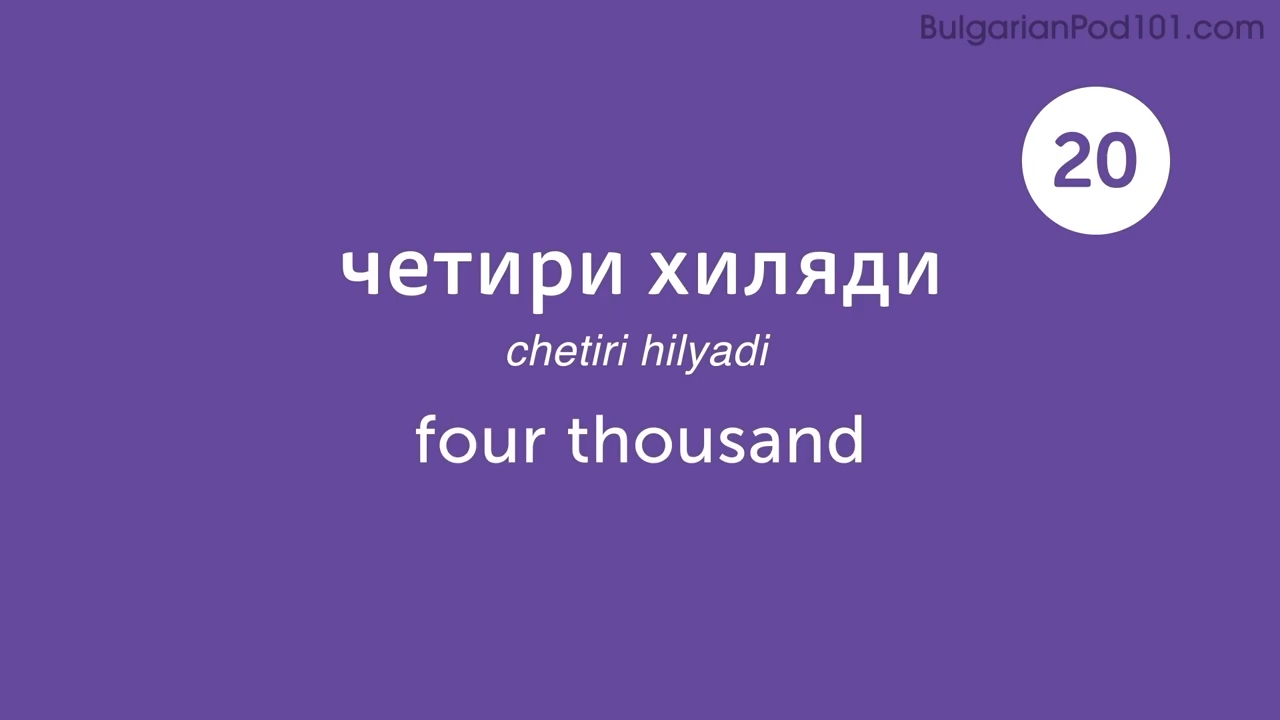 BulgarianPod101.com
20
четири хиляди
chetiri hilyadi
four thousand